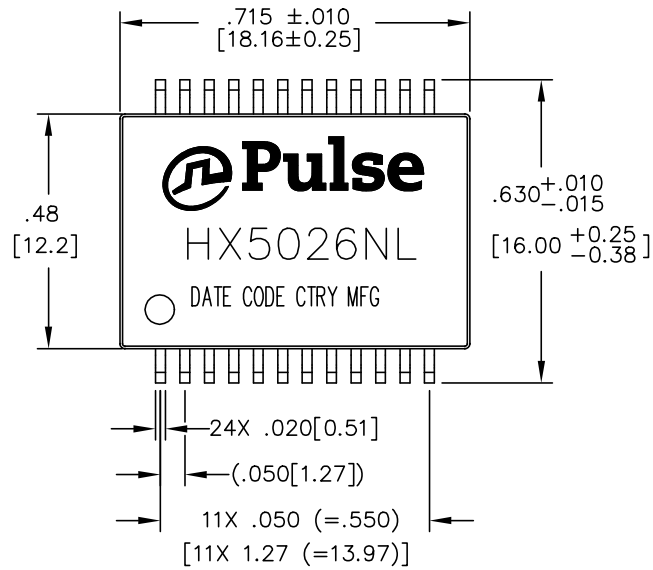 .715 ±.010
[18.16±0.25]
Pulse
HX5026NL
DATE CODE CTRY MFG
.48
[12.2]
.630+.010
-.015
[16.00 +0.25
-0.38 ]
24X .020[0.51]
(.050[1.27])
11X .050 (=.550)
[11X 1.27 (=13.97)]